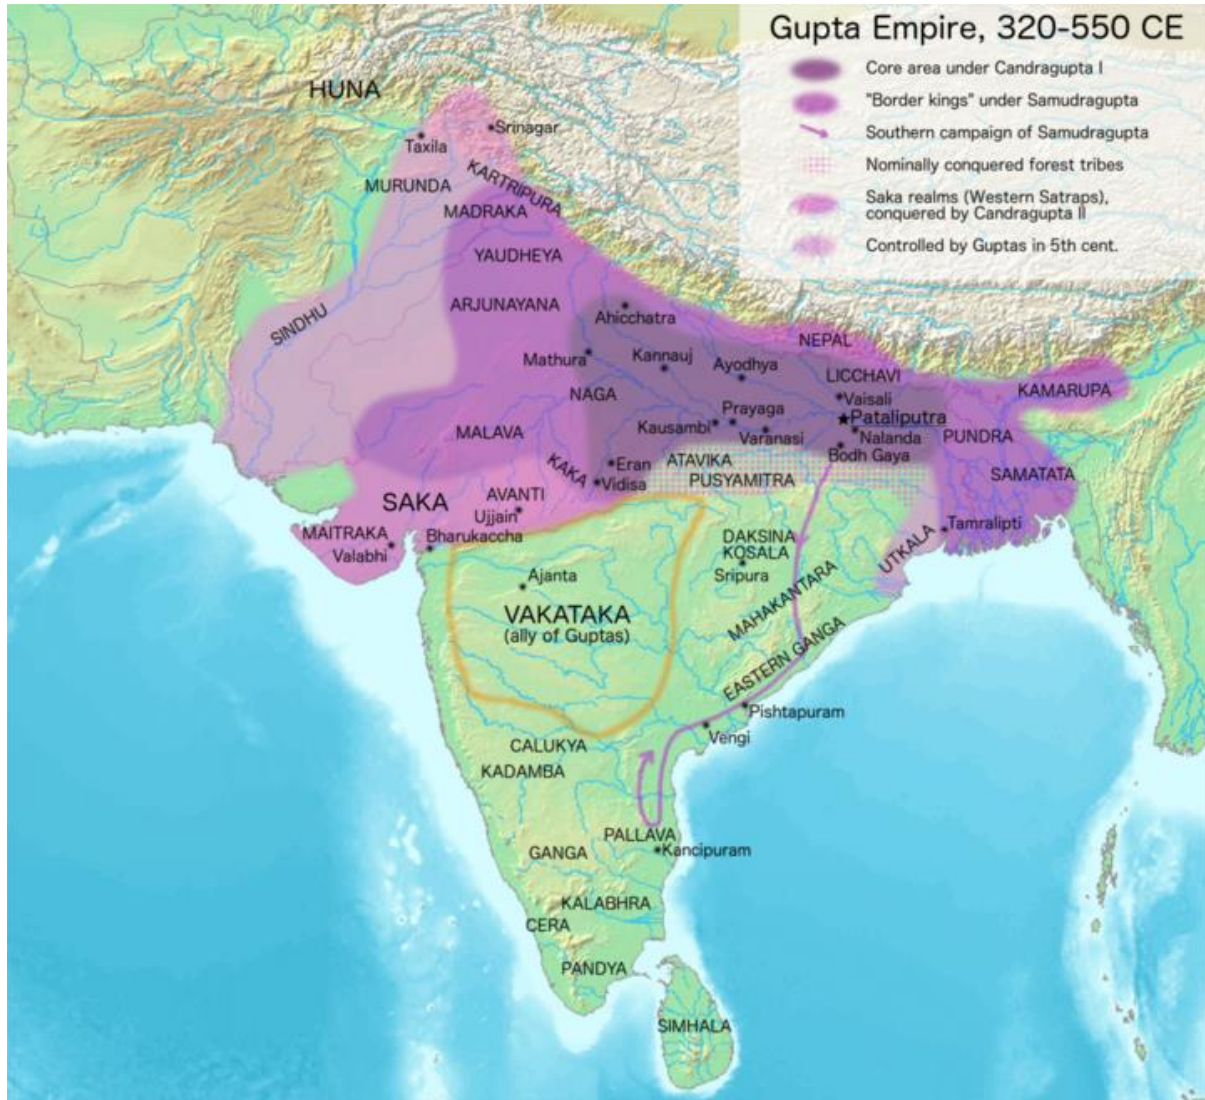 Gupta Empire, 320-550 CE
Core area under Candragupta I
"Border kings" under Samudragupta
Southern campaign of Samudragupta
Nominally conquered forest tribes
Saka realms (Western Satraps),
conquered by Candragupta II
Controlled by Guptas in 5th cent.
HUNA
Srinagar
Taxila
MURUNDA
KARTRIPURA
MADRAKA
YAUDHEYA
ARJUNAYANA
SINDHU
Ahicchatra
Mathura
Kannauj
Ayodhya
NEPAL
LICCHAVI
KAMARUPA
NAGA
Vaisali
Prayaga
Pataliputra
Kausambi
Varanasi
Nalanda
PUNDRA
MALAVA
Bodh Gaya
KAKA
Eran
ATAVIKA
SAMATATA
Vidisa
PUSYAMITRA
SAKA
AVANTI
Ujjain
MAITRAKA
Valabhi
Bharukaccha
Tamralipti
UTKALA
DAKSINA
KOSALA
Sripura
Ajanta
VAKATAKA
(ally of Guptas)
MAHAKANTARA
EASTERN GANGA
Pishtapuram
Vengi
CALUKYA
KADAMBA
PALLAVA
Kancipuram
GANGA
KALABHRA
CERA
PANDYA
SIMHALA